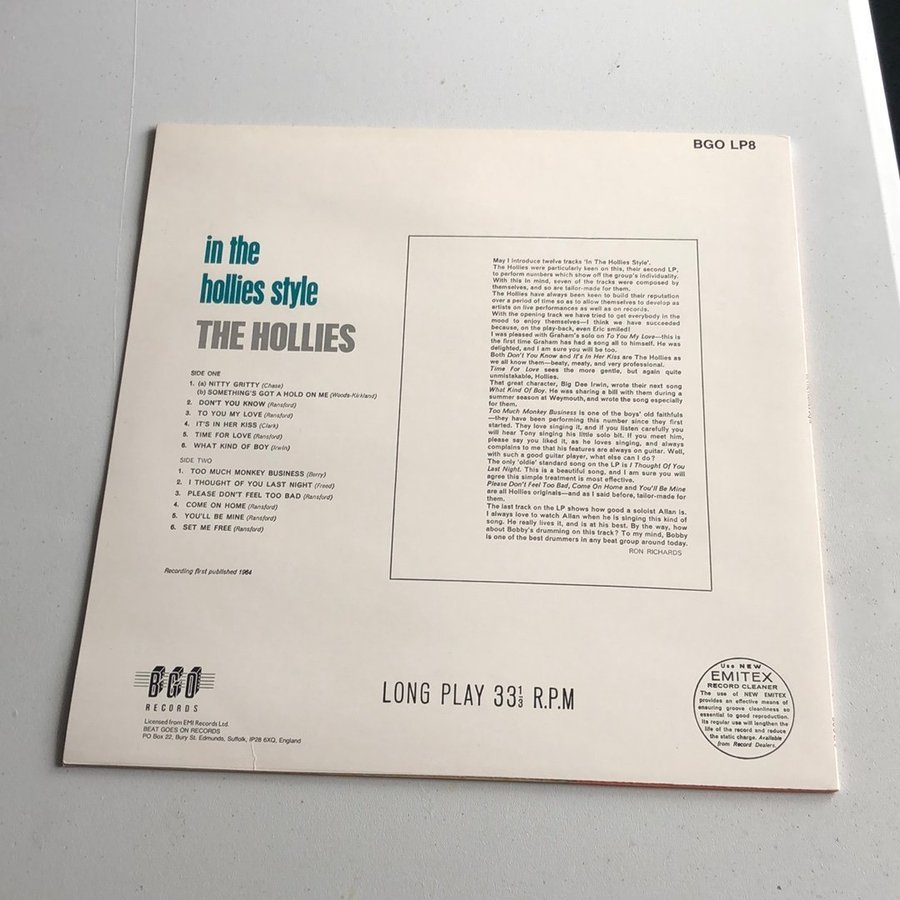 BGO LP8
in the
hollies style
THE HOLLIES
SIDE ONE
1. (a) NITTY GRITTY (Chase)
(b) SOMETHING'S GOT A HOLD ON ME (Woods-Kirkland)
2. DON'T YOU KNOW (Ransford)
3. TO YOU MY LOVE (Ransford)
4. IT'S IN HER KISS (Clark)
5. TIME FOR LOVE (Ransford)
6. WHAT KIND OF BOY (Irwin)
SIDE TWO
1. TOO MUCH MONKEY BUSINESS (Berry)
2. I THOUGHT OF YOU LAST NIGHT (Freed)
3. PLEASE DON'T FEEL TOO BAD (Ransford)
4. COME ON HOME (Ransford)
5. YOU'LL BE MINE (Ransford)
6. SET ME FREE (Ransford)
Recording first published 1964
May I introduce twelve tracks 'In The Hollies Style'.
The Hollies were particularly keen on this, their second LP,
to perform numbers which show off the group's individuality.
With this in mind, seven of the tracks were composed by
themselves, and so are tailor-made for them.
The Hollies have always been keen to build their reputation
over a period of time so as to allow themselves to develop as
artists on live performances as well as on records.
With the opening track we have tried to get everybody in the
mood to enjoy themselves—I think we have succeeded
because, on the play-back, even Eric smiled!
I was pleased with Graham's solo on To You My Love—this is
the first time Graham has had a song all to himself. He was
delighted, and I am sure you will be too.
Both Don't You Know and It's In Her Kiss are The Hollies as
we all know them—beaty, meaty, and very professional.
Time For Love sees the more gentle, but again quite
unmistakable, Hollies.
That great character, Big Dee Irwin, wrote their next song
What Kind Of Boy. He was sharing a bill with them during a
summer season at Weymouth, and wrote the song especially
for them.
Too Much Monkey Business is one of the boys' old faithfuls
—they have been performing this number since they first
started. They love singing it, and if you listen carefully you
will hear Tony singing his little solo bit. If you meet him,
please say you liked it, as he loves singing, and always
complains to me that his features are always on guitar. Well,
with such a good guitar player, what else can I do?
The only 'oldie' standard song on the LP is I Thought Of You
Last Night. This is a beautiful song, and I am sure you will
agree this simple treatment is most effective.
Please Don't Feel Too Bad, Come On Home and You'll Be Mine
are all Hollies originals—and as I said before, tailor-made for
them.
The last track on the LP shows how good a soloist Allan is.
I always love to watch Allan when he is singing this kind of
song. He really lives it, and is at his best. By the way, how
about Bobby's drumming on this track? To my mind, Bobby
is one of the best drummers in any beat group around today.
RON RICHARDS
BGO
RECORDS
Licensed from EMI Records Ltd.
BEAT GOES ON RECORDS
PO Box 22, Bury St. Edmunds, Suffolk, IP28 6XQ, England
LONG PLAY 33⅓ R.P.M
Use NEW
EMITEX
RECORD CLEANER
The use of NEW EMITEX
provides an effective means of
ensuring groove cleanliness so
essential to good reproduction.
Its regular use will lengthen the
life of the record and reduce
the static charge. Available
from Record Dealers.